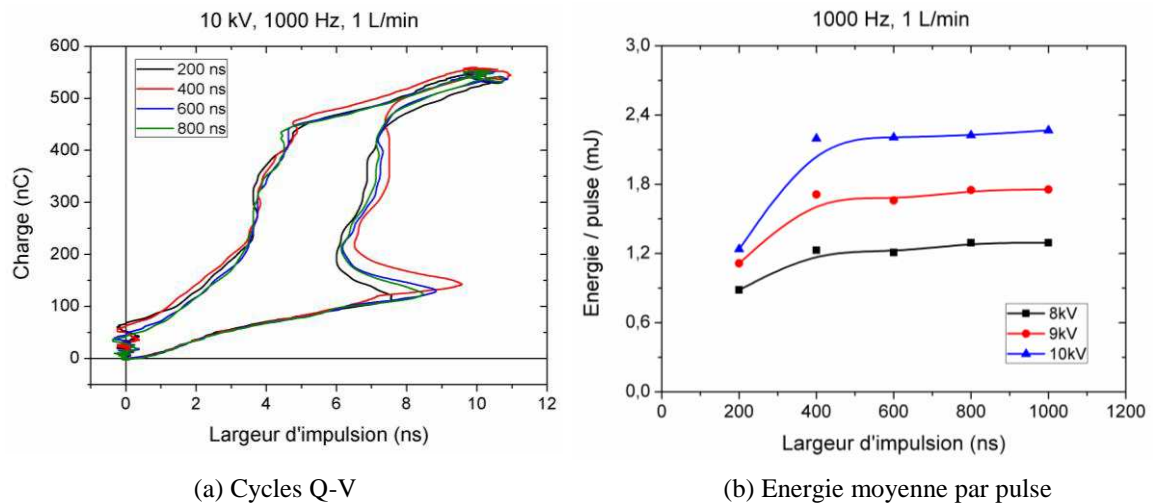 10 kV, 1000 Hz, 1 L/min
600
500
400
300
200
100
0
Charge (nC)
200 ns
400 ns
600 ns
800 ns
0 2 4 6 8 10 12
Largeur d'impulsion (ns)
(a) Cycles Q-V
1000 Hz, 1 L/min
3,0
2,4
1,8
1,2
0,6
0,0
Energie / pulse (mJ)
8kV
9kV
10kV
0 200 400 600 800 1000 1200
Largeur d'impulsion (ns)
(b) Energie moyenne par pulse